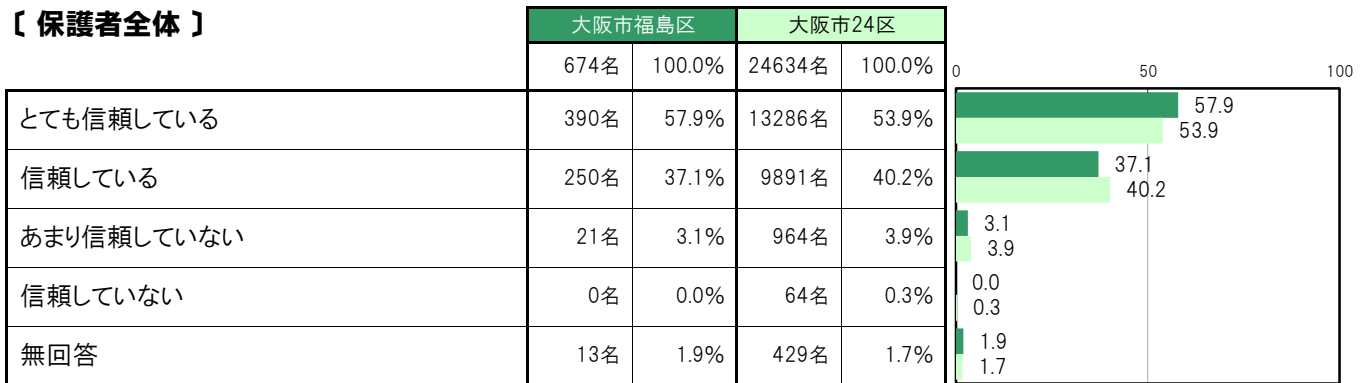 〔 保護者全体 〕
大阪市福島区 大阪市24区
674名 100.0% 24634名 100.0%
0 50 100
とても信頼している 390名 57.9% 13286名 53.9%
57.9
53.9
信頼している 250名 37.1% 9891名 40.2%
37.1
40.2
あまり信頼していない 21名 3.1% 964名 3.9%
3.1
3.9
信頼していない 0名 0.0% 64名 0.3%
0.0
0.3
無回答 13名 1.9% 429名 1.7%
1.9
1.7